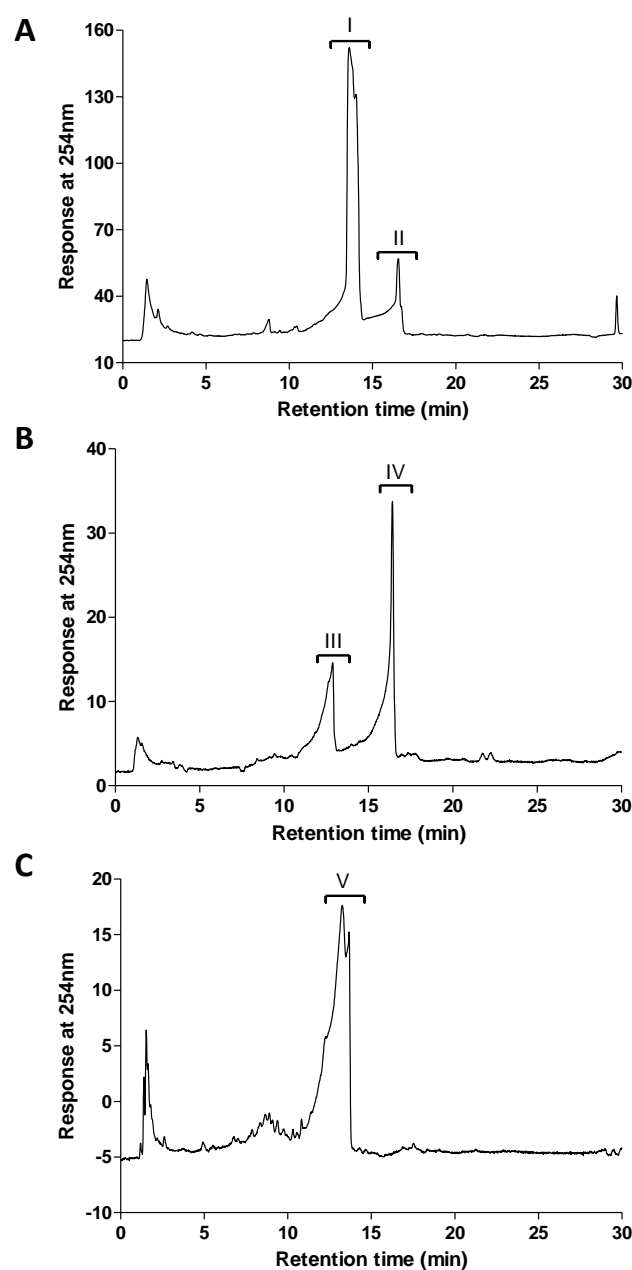 A
I
II
160
130
100
70
40
10
Response at 254nm
0 5 10 15 20 25 30
Retention time (min)
B
III
IV
40
30
20
10
0
Response at 254nm
0 5 10 15 20 25 30
Retention time (min)
C
V
20
15
10
5
0
-5
-10
Response at 254nm
0 5 10 15 20 25 30
Retention time (min)